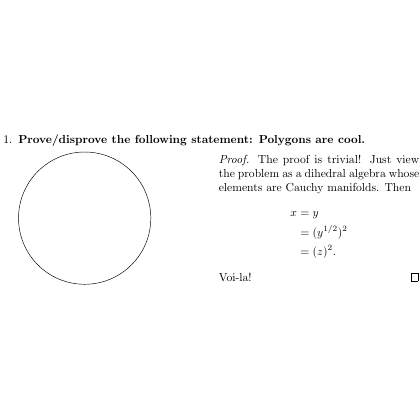 1. Prove/disprove the following statement: Polygons are cool.
Proof. The proof is trivial! Just view
the problem as a dihedral algebra whose
elements are Cauchy manifolds. Then
x = y
= (y^{1/2})^2
= (z)^2.
Voi-la! □